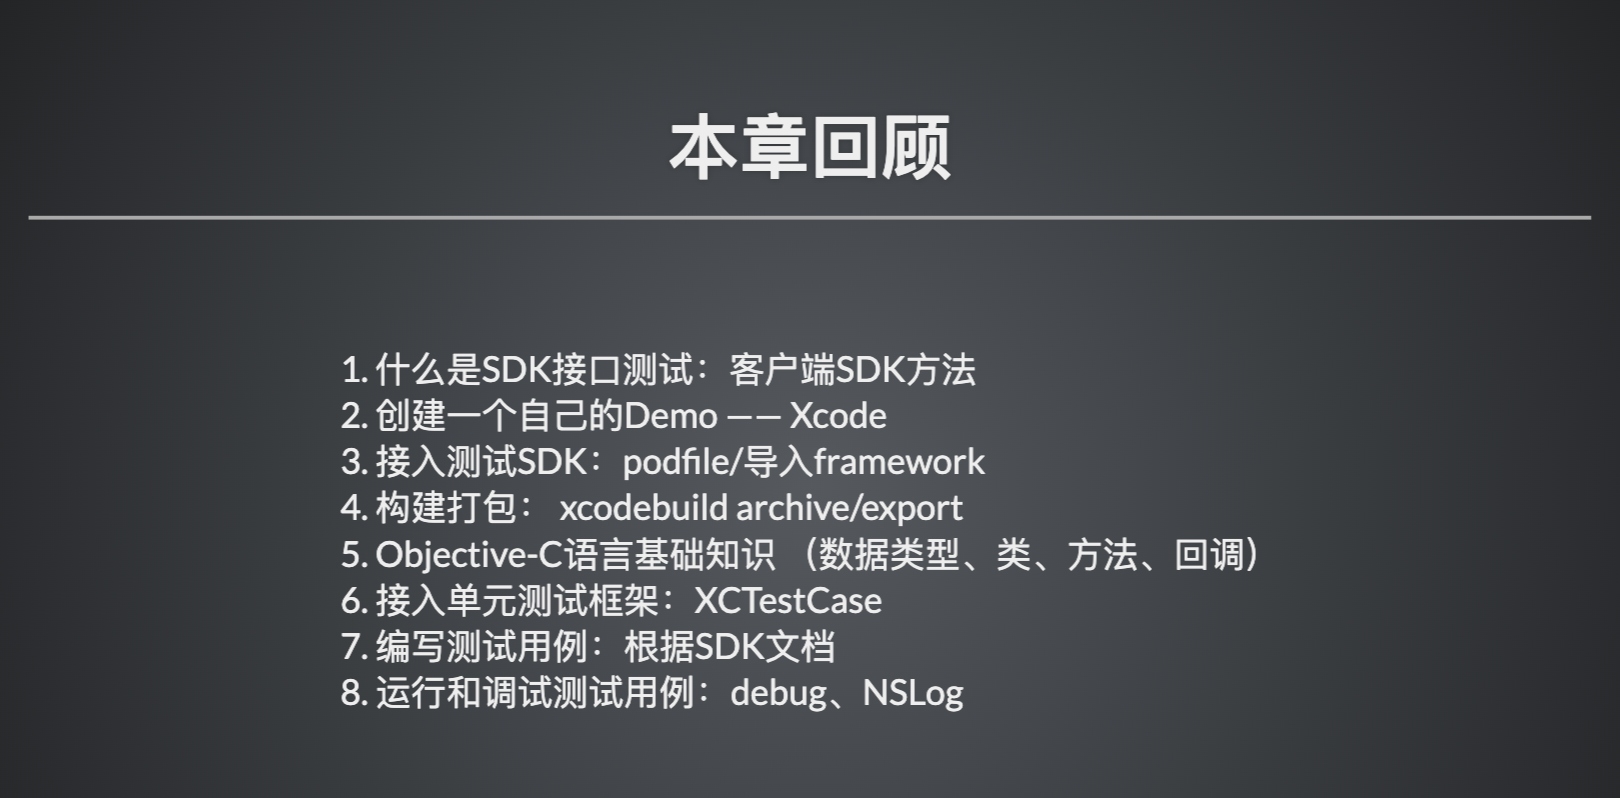 本章回顾
1. 什么是SDK接口测试：客户端SDK方法
2. 创建一个自己的Demo —— Xcode
3. 接入测试SDK：podfile/导入framework
4. 构建打包： xcodebuild archive/export
5. Objective-C语言基础知识 （数据类型、类、方法、回调）
6. 接入单元测试框架：XCTestCase
7. 编写测试用例：根据SDK文档
8. 运行和调试测试用例：debug、NSLog